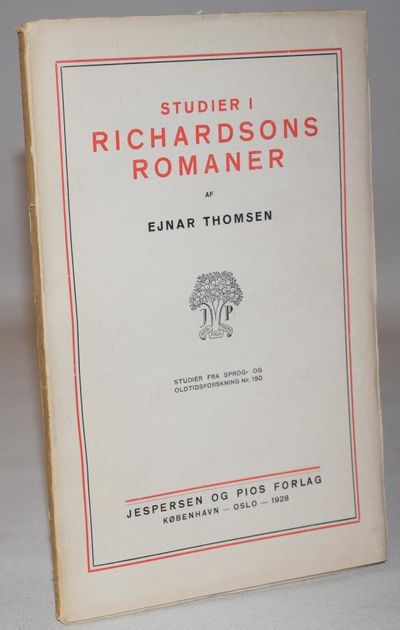 STUDIER I
RICHARDSONS
ROMANER
AF
EJNAR THOMSEN
J P
STUDIER FRA SPROG- OG
OLDTIDSFORSKNING Nr. 150
JESPERSEN OG PIOS FORLAG
KØBENHAVN — OSLO — 1928